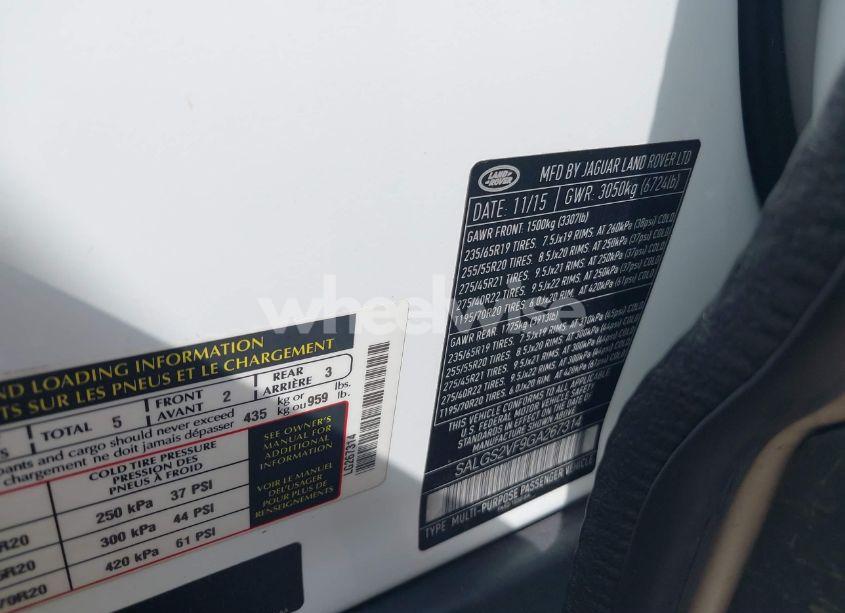 LAND ROVER
MFD BY JAGUAR LAND ROVER LTD
DATE: 11/15 GWR: 3050kg (6724lb)
GAWR FRONT: 1500kg (3307lb)
235/65R19 TIRES. 7.5Jx19 RIMS. AT 260kPa (38psi) COLD
255/55R20 TIRES. 8.5Jx20 RIMS. AT 250kPa (37psi) COLD
275/45R21 TIRES. 9.5Jx21 RIMS. AT 250kPa (37psi) COLD
275/40R22 TIRES. 9.5Jx22 RIMS. AT 250kPa (37psi) COLD
T195/70R20 TIRES. 6.0Jx20 RIM. AT 420kPa (61psi) COLD
GAWR REAR: 1775kg (3913lb)
235/65R19 TIRES. 7.5Jx19 RIMS. AT 310kPa (45psi) COLD
255/55R20 TIRES. 8.5Jx20 RIMS. AT 300kPa (44psi) COLD
275/45R21 TIRES. 9.5Jx21 RIMS. AT 300kPa (44psi) COLD
275/40R22 TIRES. 9.5Jx22 RIMS. AT 300kPa (44psi) COLD
T195/70R20 TIRES. 6.0Jx20 RIM. AT 420kPa (61psi) COLD
THIS VEHICLE CONFORMS TO ALL APPLICABLE
U.S. FEDERAL MOTOR VEHICLE SAFETY
STANDARDS IN EFFECT ON THE DATE OF
MANUFACTURE SHOWN ABOVE.
SALGS2VF9GA267314
TYPE: MULTI-PURPOSE PASSENGER VEHICLE
wheelwise
ND LOADING INFORMATION
TS SUR LES PNEUS ET LE CHARGEMENT
S TOTAL 5 FRONT AVANT 2 REAR ARRIÈRE 3
pants and cargo should never exceed
chargement ne doit jamais dépasser 435 kg or kg ou 959 lbs. lb.
COLD TIRE PRESSURE
PRESSION DES
PNEUS À FROID
250 kPa 37 PSI
R20 300 kPa 44 PSI
5R20 420 kPa 61 PSI
70R20
SEE OWNER'S
MANUAL FOR
ADDITIONAL
INFORMATION
VOIR LE MANUEL
DEL'USAGER
POUR PLUS DE
RENSEIGNEMENTS
LG267314